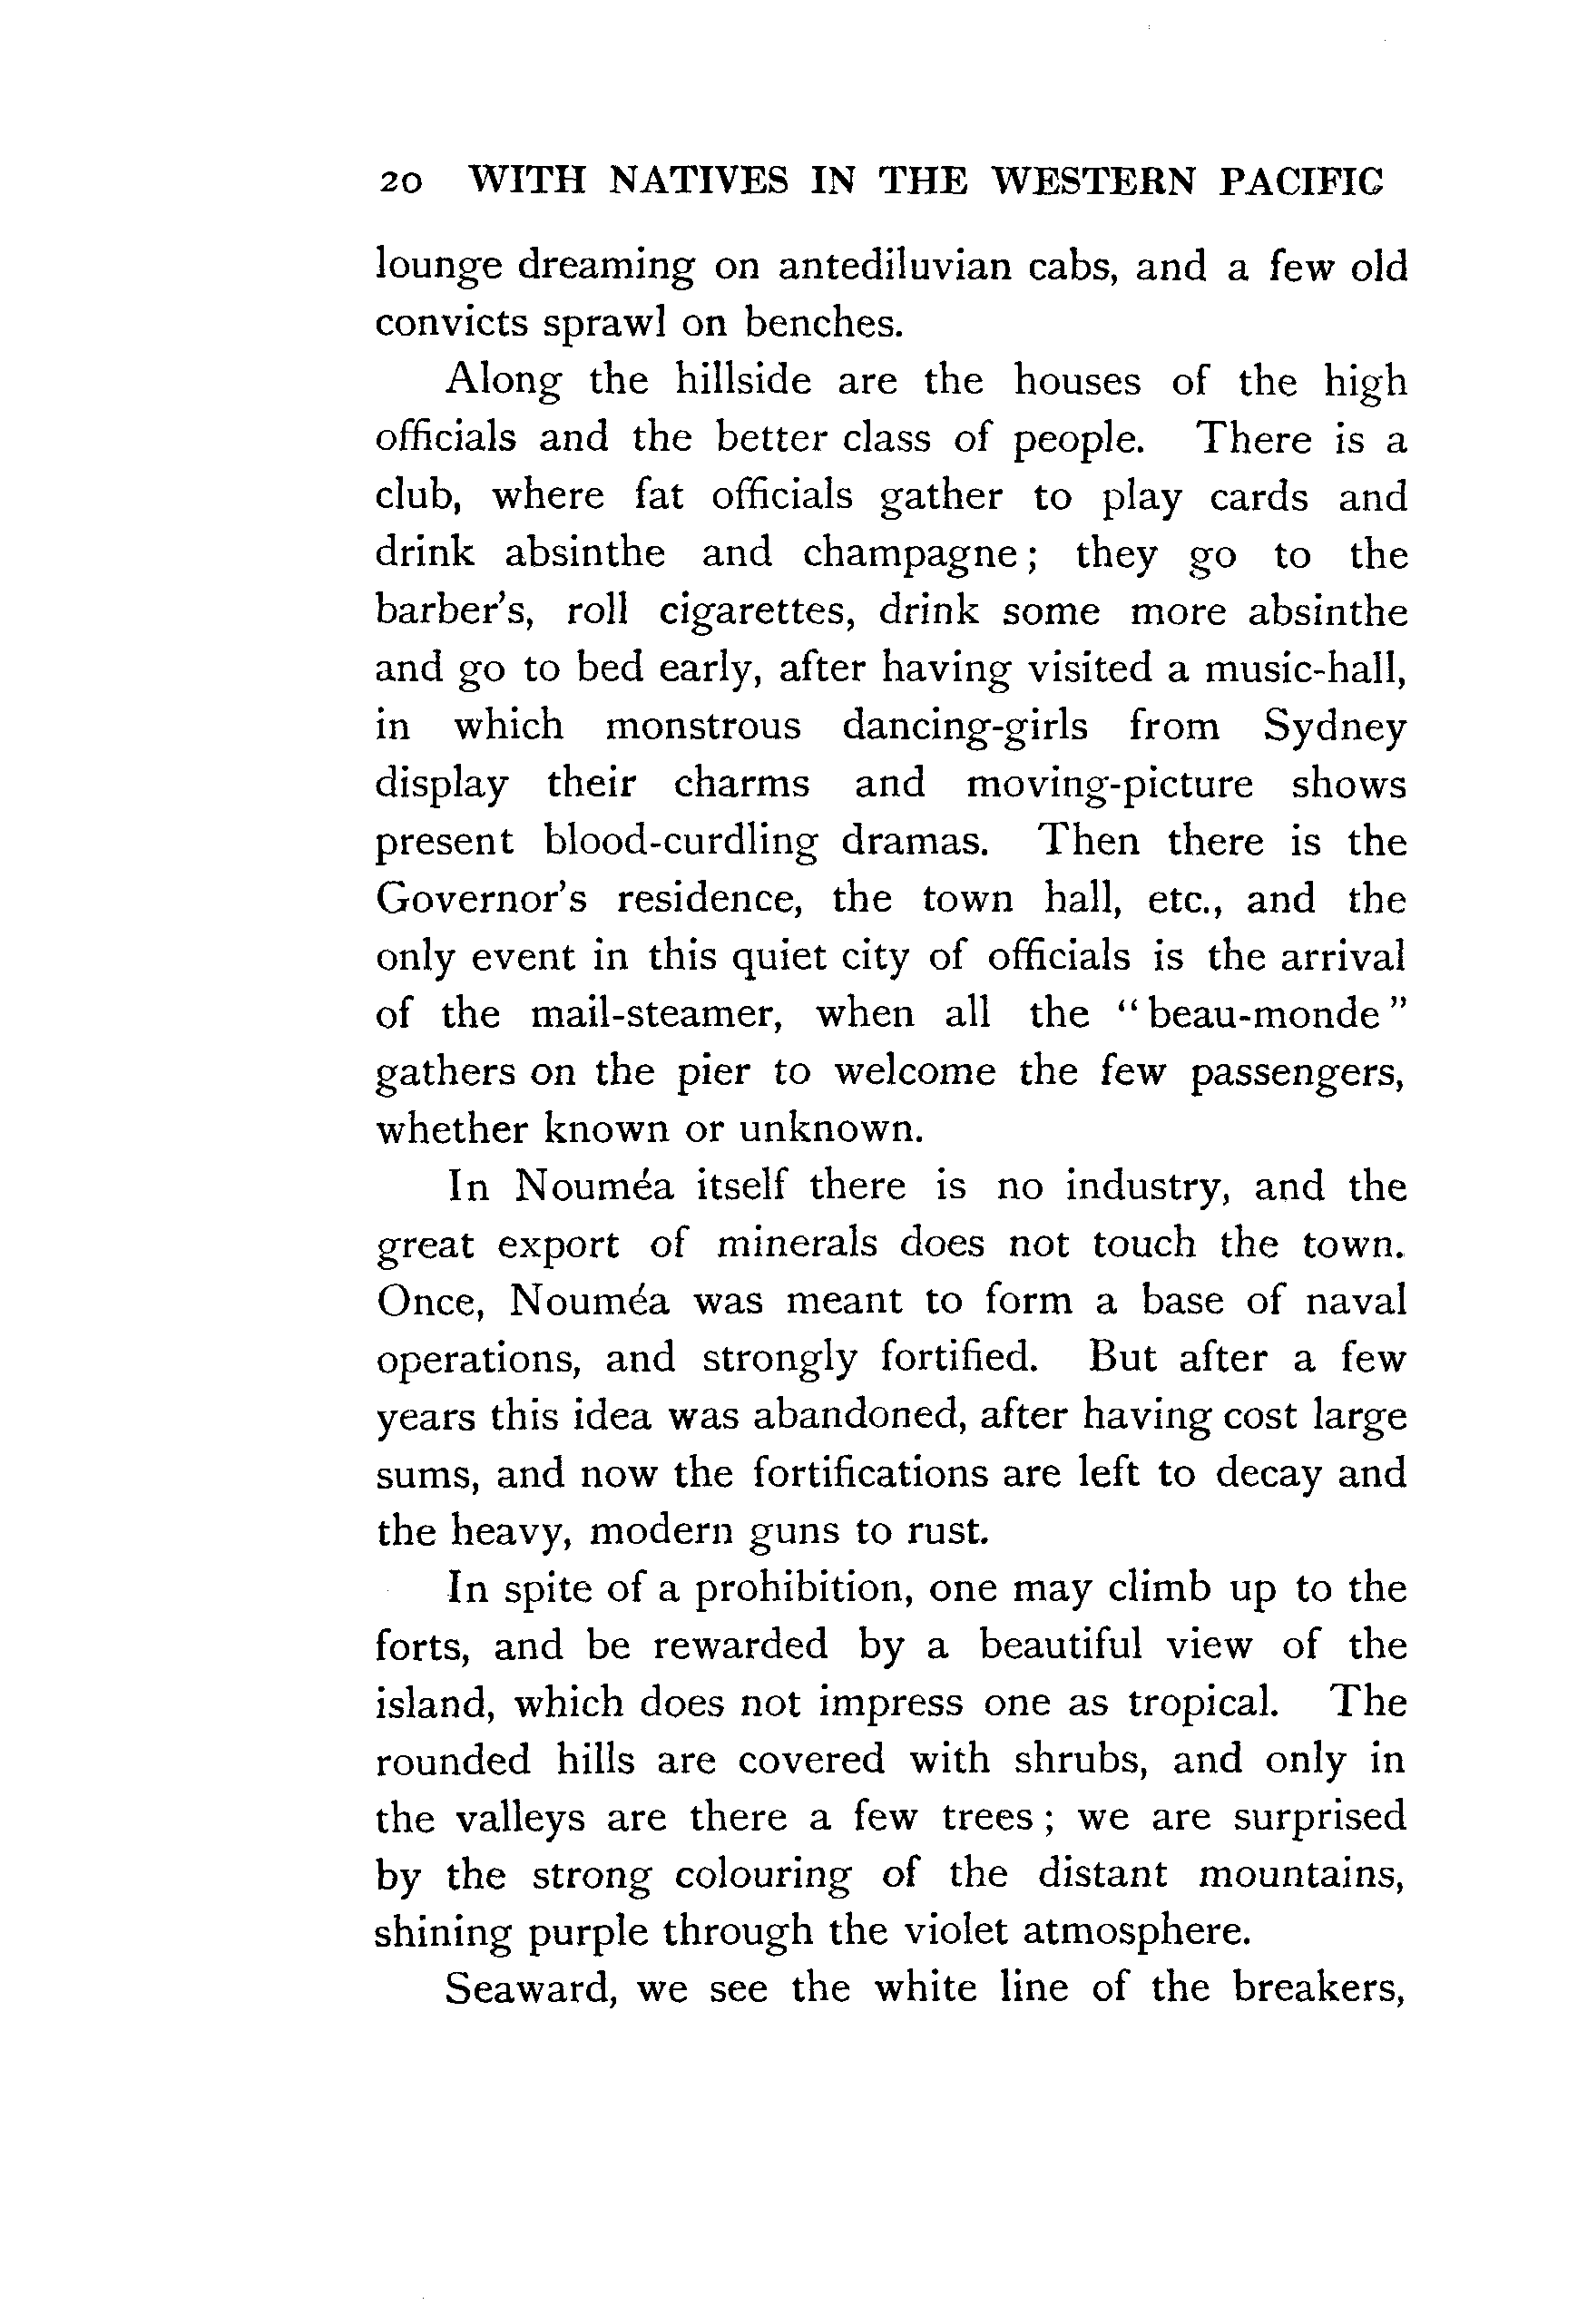 20 WITH NATIVES IN THE WESTERN PACIFIC
lounge dreaming on antediluvian cabs, and a few old
convicts sprawl on benches.
Along the hillside are the houses of the high
officials and the better class of people. There is a
club, where fat officials gather to play cards and
drink absinthe and champagne; they go to the
barber's, roll cigarettes, drink some more absinthe
and go to bed early, after having visited a music-hall,
in which monstrous dancing-girls from Sydney
display their charms and moving-picture shows
present blood-curdling dramas. Then there is the
Governor's residence, the town hall, etc., and the
only event in this quiet city of officials is the arrival
of the mail-steamer, when all the "beau-monde"
gathers on the pier to welcome the few passengers,
whether known or unknown.
In Nouméa itself there is no industry, and the
great export of minerals does not touch the town.
Once, Nouméa was meant to form a base of naval
operations, and strongly fortified. But after a few
years this idea was abandoned, after having cost large
sums, and now the fortifications are left to decay and
the heavy, modern guns to rust.
In spite of a prohibition, one may climb up to the
forts, and be rewarded by a beautiful view of the
island, which does not impress one as tropical. The
rounded hills are covered with shrubs, and only in
the valleys are there a few trees; we are surprised
by the strong colouring of the distant mountains,
shining purple through the violet atmosphere.
Seaward, we see the white line of the breakers,